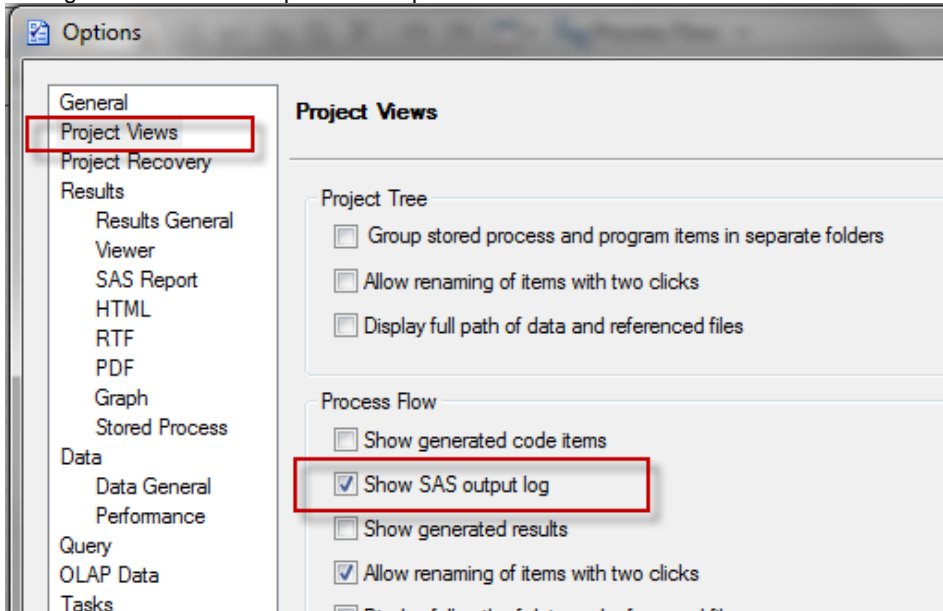 Options
General
Project Views
Project Recovery
Results
Results General
Viewer
SAS Report
HTML
RTF
PDF
Graph
Stored Process
Data
Data General
Performance
Query
OLAP Data
Tasks
Project Views
Project Tree
Group stored process and program items in separate folders
Allow renaming of items with two clicks
Display full path of data and referenced files
Process Flow
Show generated code items
Show SAS output log
Show generated results
Allow renaming of items with two clicks